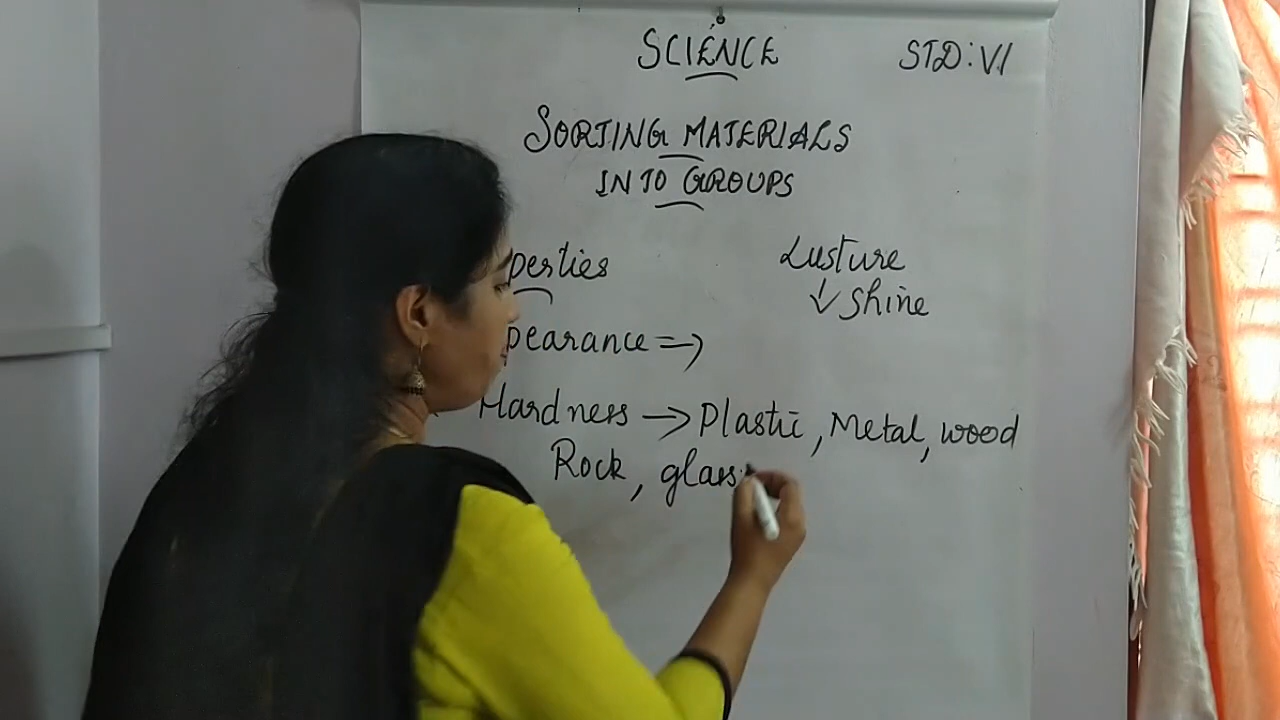 SCIENCE
STD: VI
SORTING MATERIALS
INTO GROUPS
perties
Lusture
↓ Shine
pearance =>
Hardness → Plastic, Metal, wood
Rock, glass